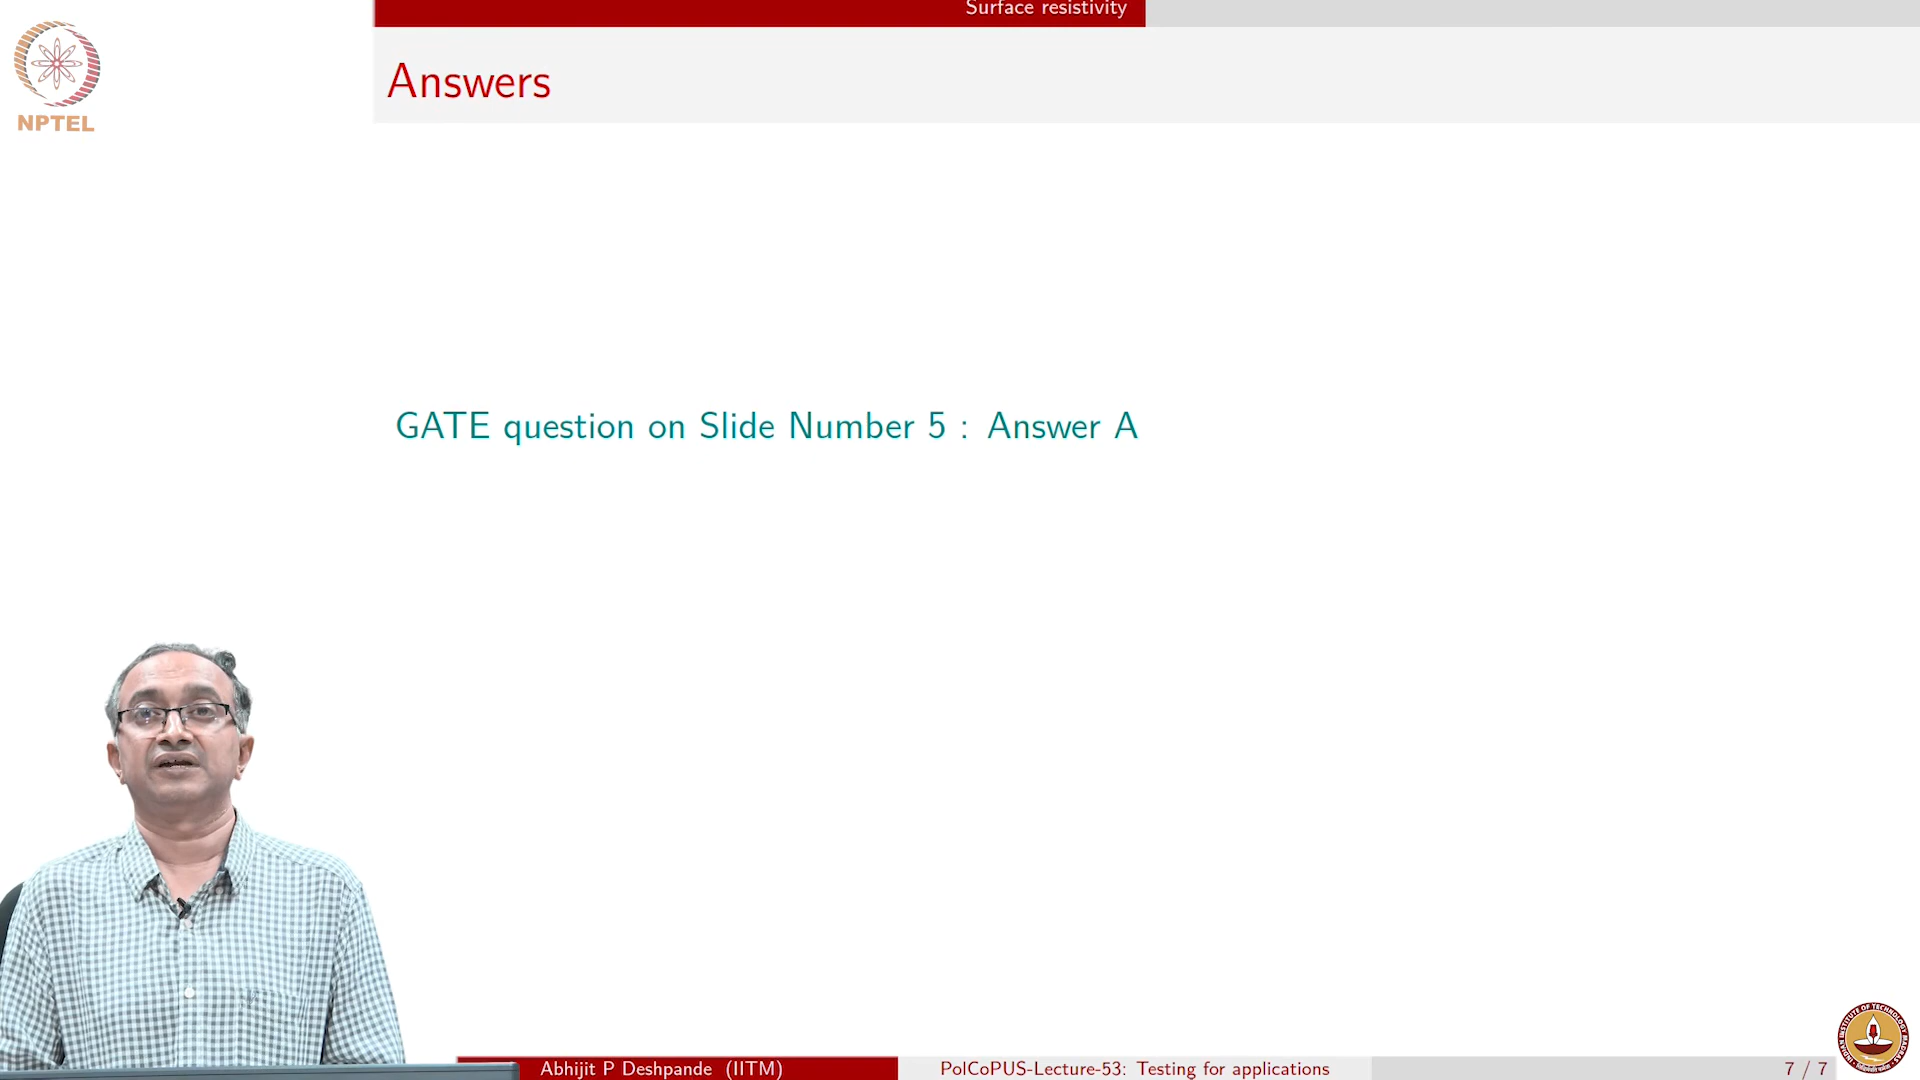 Surface resistivity
NPTEL
Answers
GATE question on Slide Number 5 : Answer A
Abhijit P Deshpande (IITM)
PolCoPUS-Lecture-53: Testing for applications
7 / 7